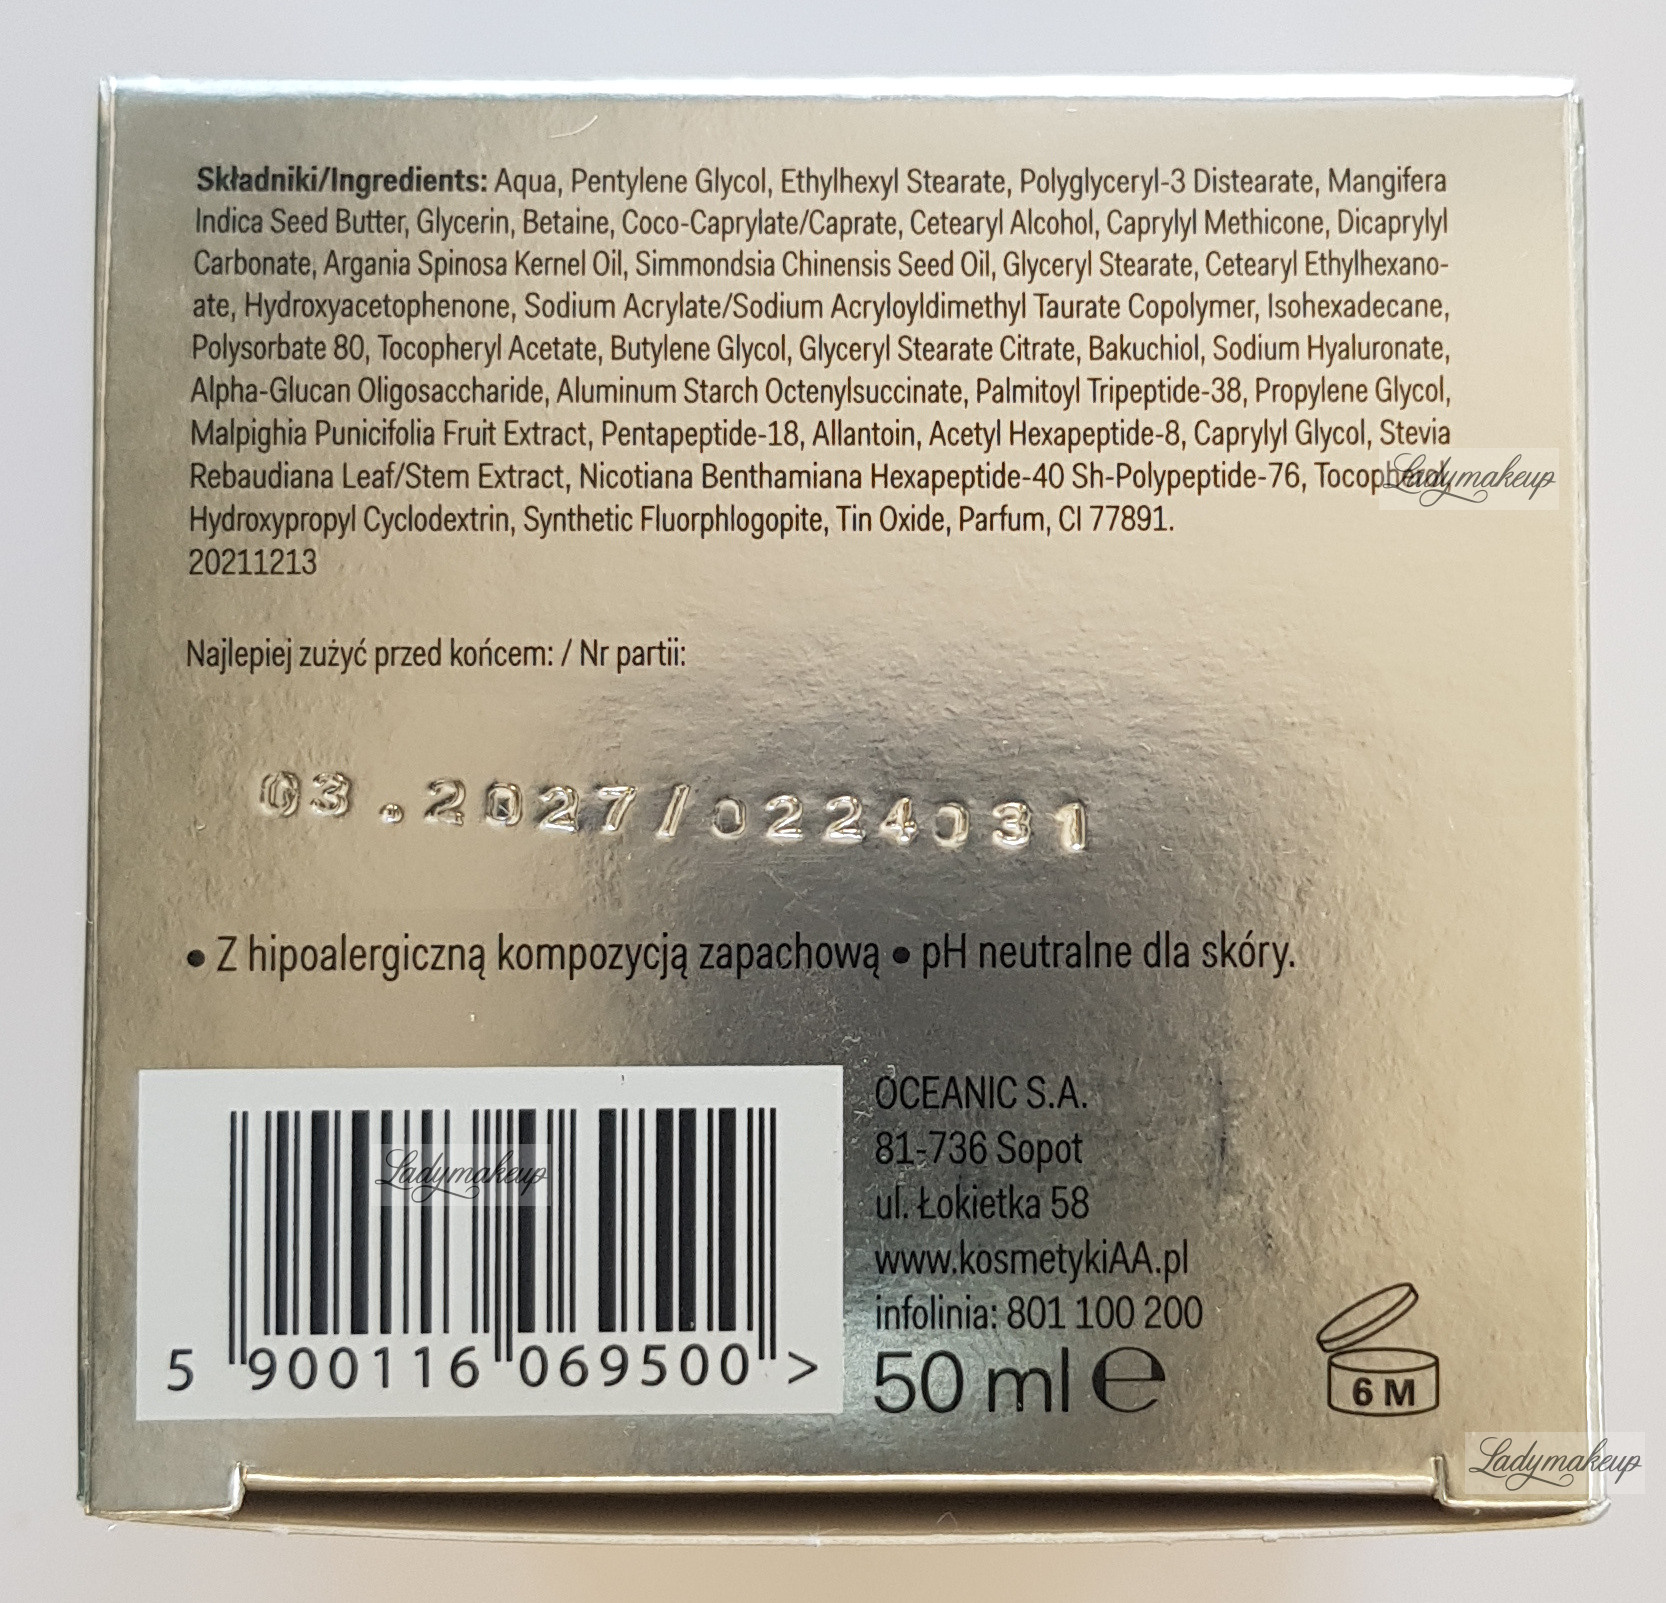 Składniki/Ingredients: Aqua, Pentylene Glycol, Ethylhexyl Stearate, Polyglyceryl-3 Distearate, Mangifera
Indica Seed Butter, Glycerin, Betaine, Coco-Caprylate/Caprate, Cetearyl Alcohol, Caprylyl Methicone, Dicaprylyl
Carbonate, Argania Spinosa Kernel Oil, Simmondsia Chinensis Seed Oil, Glyceryl Stearate, Cetearyl Ethylhexano-
ate, Hydroxyacetophenone, Sodium Acrylate/Sodium Acryloyldimethyl Taurate Copolymer, Isohexadecane,
Polysorbate 80, Tocopheryl Acetate, Butylene Glycol, Glyceryl Stearate Citrate, Bakuchiol, Sodium Hyaluronate,
Alpha-Glucan Oligosaccharide, Aluminum Starch Octenylsuccinate, Palmitoyl Tripeptide-38, Propylene Glycol,
Malpighia Punicifolia Fruit Extract, Pentapeptide-18, Allantoin, Acetyl Hexapeptide-8, Caprylyl Glycol, Stevia
Rebaudiana Leaf/Stem Extract, Nicotiana Benthamiana Hexapeptide-40 Sh-Polypeptide-76,
Ladymakeup
Hydroxypropyl Cyclodextrin, Synthetic Fluorphlogopite, Tin Oxide, Parfum, CI 77891.
20211213
Najlepiej zużyć przed końcem: / Nr partii:
03.2027/0224031
• Z hipoalergiczną kompozycją zapachową • pH neutralne dla skóry.
Ladymakeup
5 900116 069500 >
OCEANIC S.A.
81-736 Sopot
ul. Łokietka 58
www.kosmetykiAA.pl
infolinia: 801 100 200
50 ml e
6 M
Ladymakeup